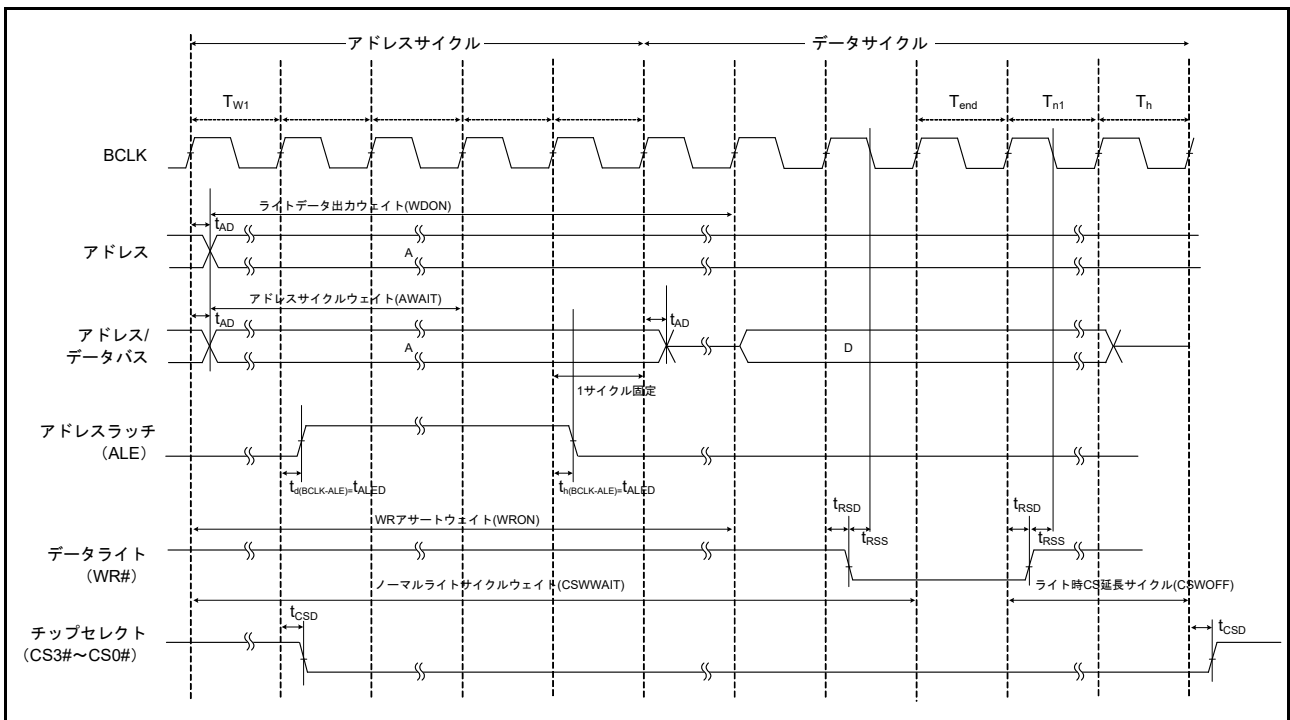 アドレスサイクル
データサイクル
TW1
Tend
Tn1
Th
BCLK
ライトデータ出力ウェイト(WDON)
tAD
アドレス
A
アドレスサイクルウェイト(AWAIT)
tAD
tAD
アドレス/
データバス
A
D
1サイクル固定
アドレスラッチ
（ALE）
td(BCLK-ALE)=tALED
th(BCLK-ALE)=tALED
WRアサートウェイト(WRON)
tRSD
tRSS
tRSD
tRSS
データライト
（WR#）
ノーマルライトサイクルウェイト(CSWWAIT)
ライト時CS延長サイクル(CSWOFF)
tCSD
tCSD
チップセレクト
（CS3#～CS0#）